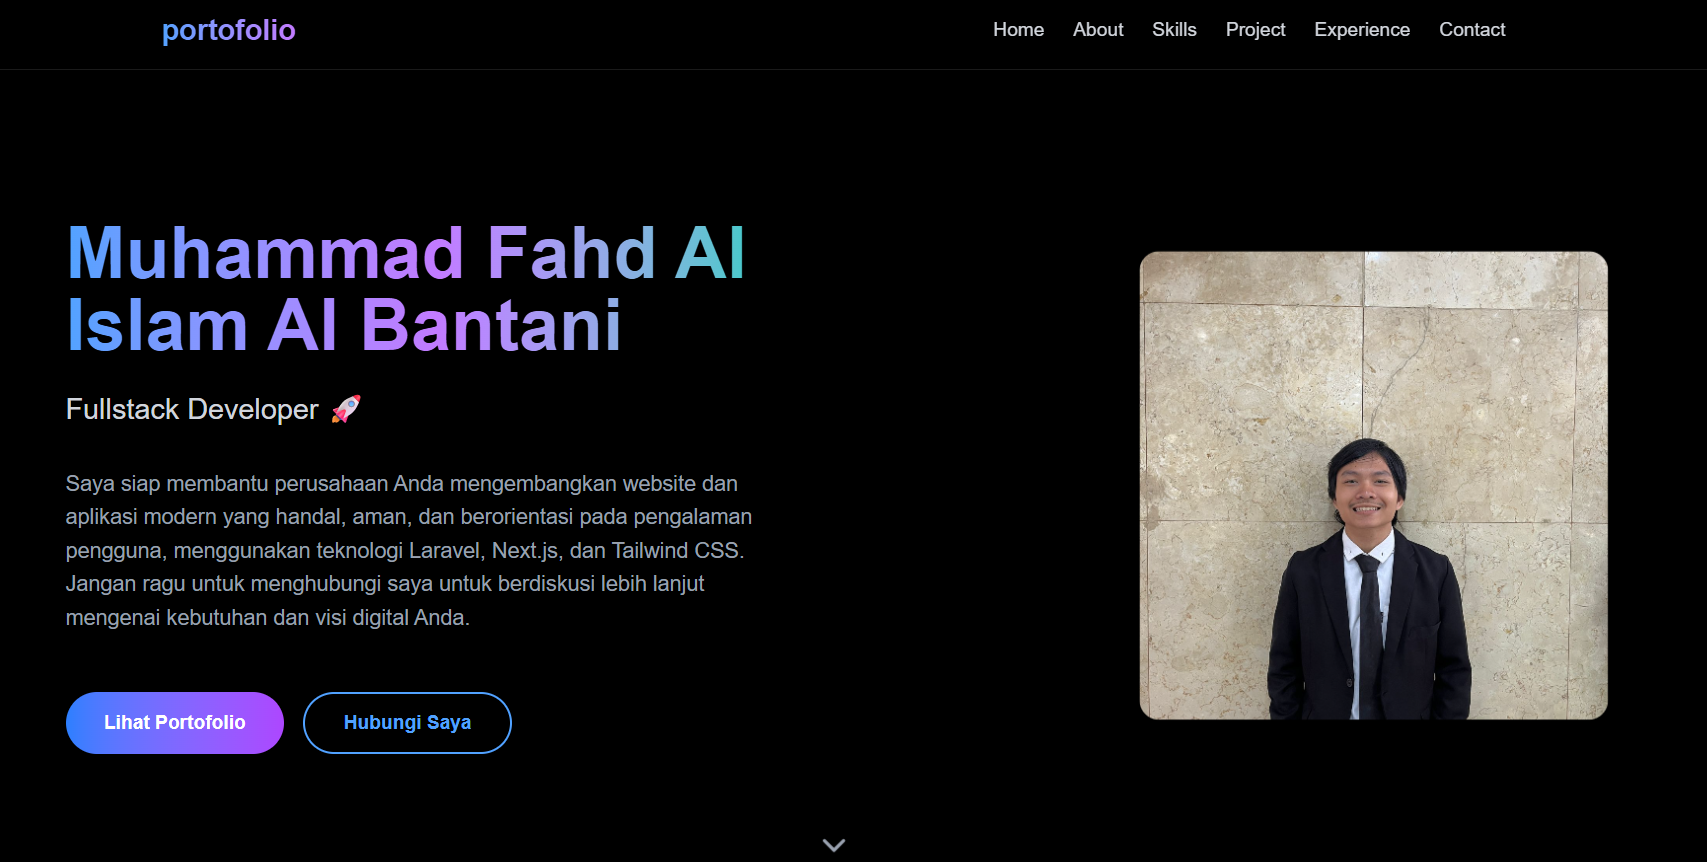 portofolio
Home About Skills Project Experience Contact
Muhammad Fahd Al
Islam Al Bantani
Fullstack Developer 🚀
Saya siap membantu perusahaan Anda mengembangkan website dan
aplikasi modern yang handal, aman, dan berorientasi pada pengalaman
pengguna, menggunakan teknologi Laravel, Next.js, dan Tailwind CSS.
Jangan ragu untuk menghubungi saya untuk berdiskusi lebih lanjut
mengenai kebutuhan dan visi digital Anda.
Lihat Portofolio
Hubungi Saya